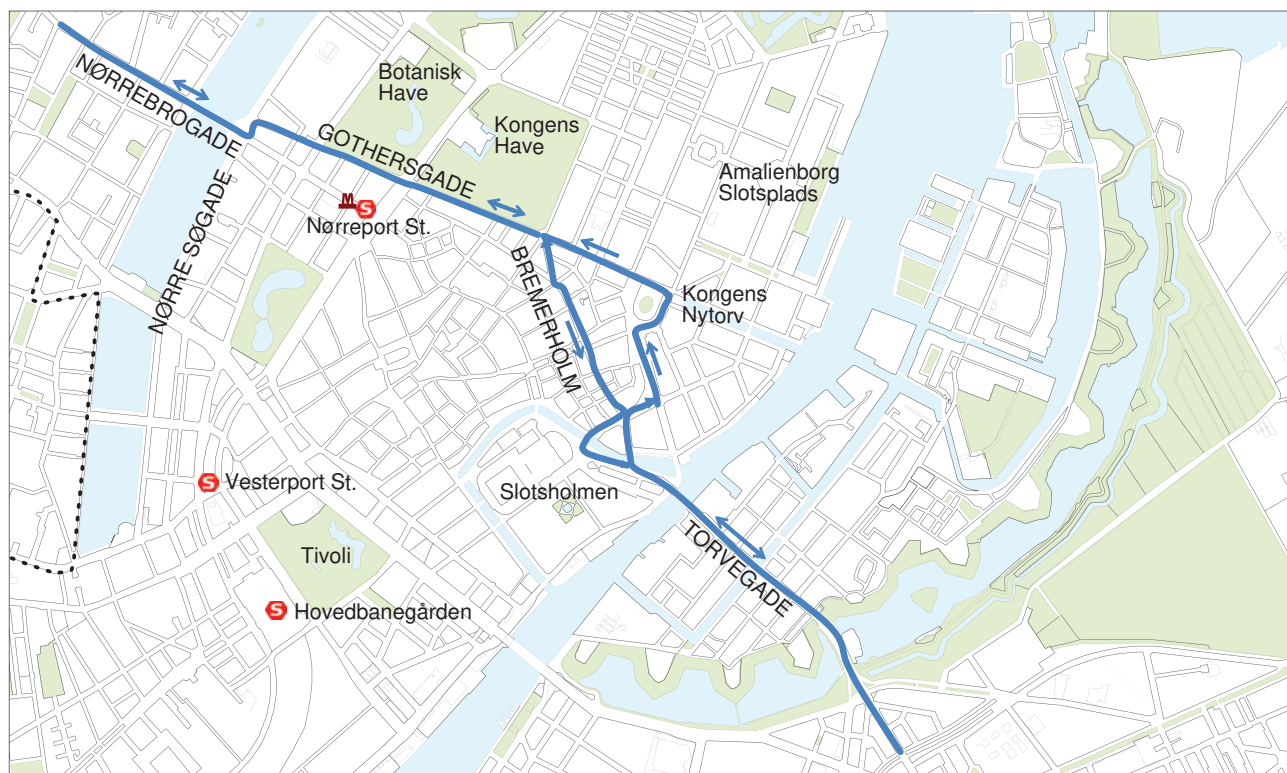 Botanisk
Have
NØRREBROGADE
Kongens
Have
GOTHERSGADE
Amalienborg
Slotsplads
M
S
Nørreport St.
NØRRE SØGADE
BREMERHOLM
Kongens
Nytorv
S
Vesterport St.
Slotsholmen
TORVEGADE
Tivoli
S
Hovedbanegården